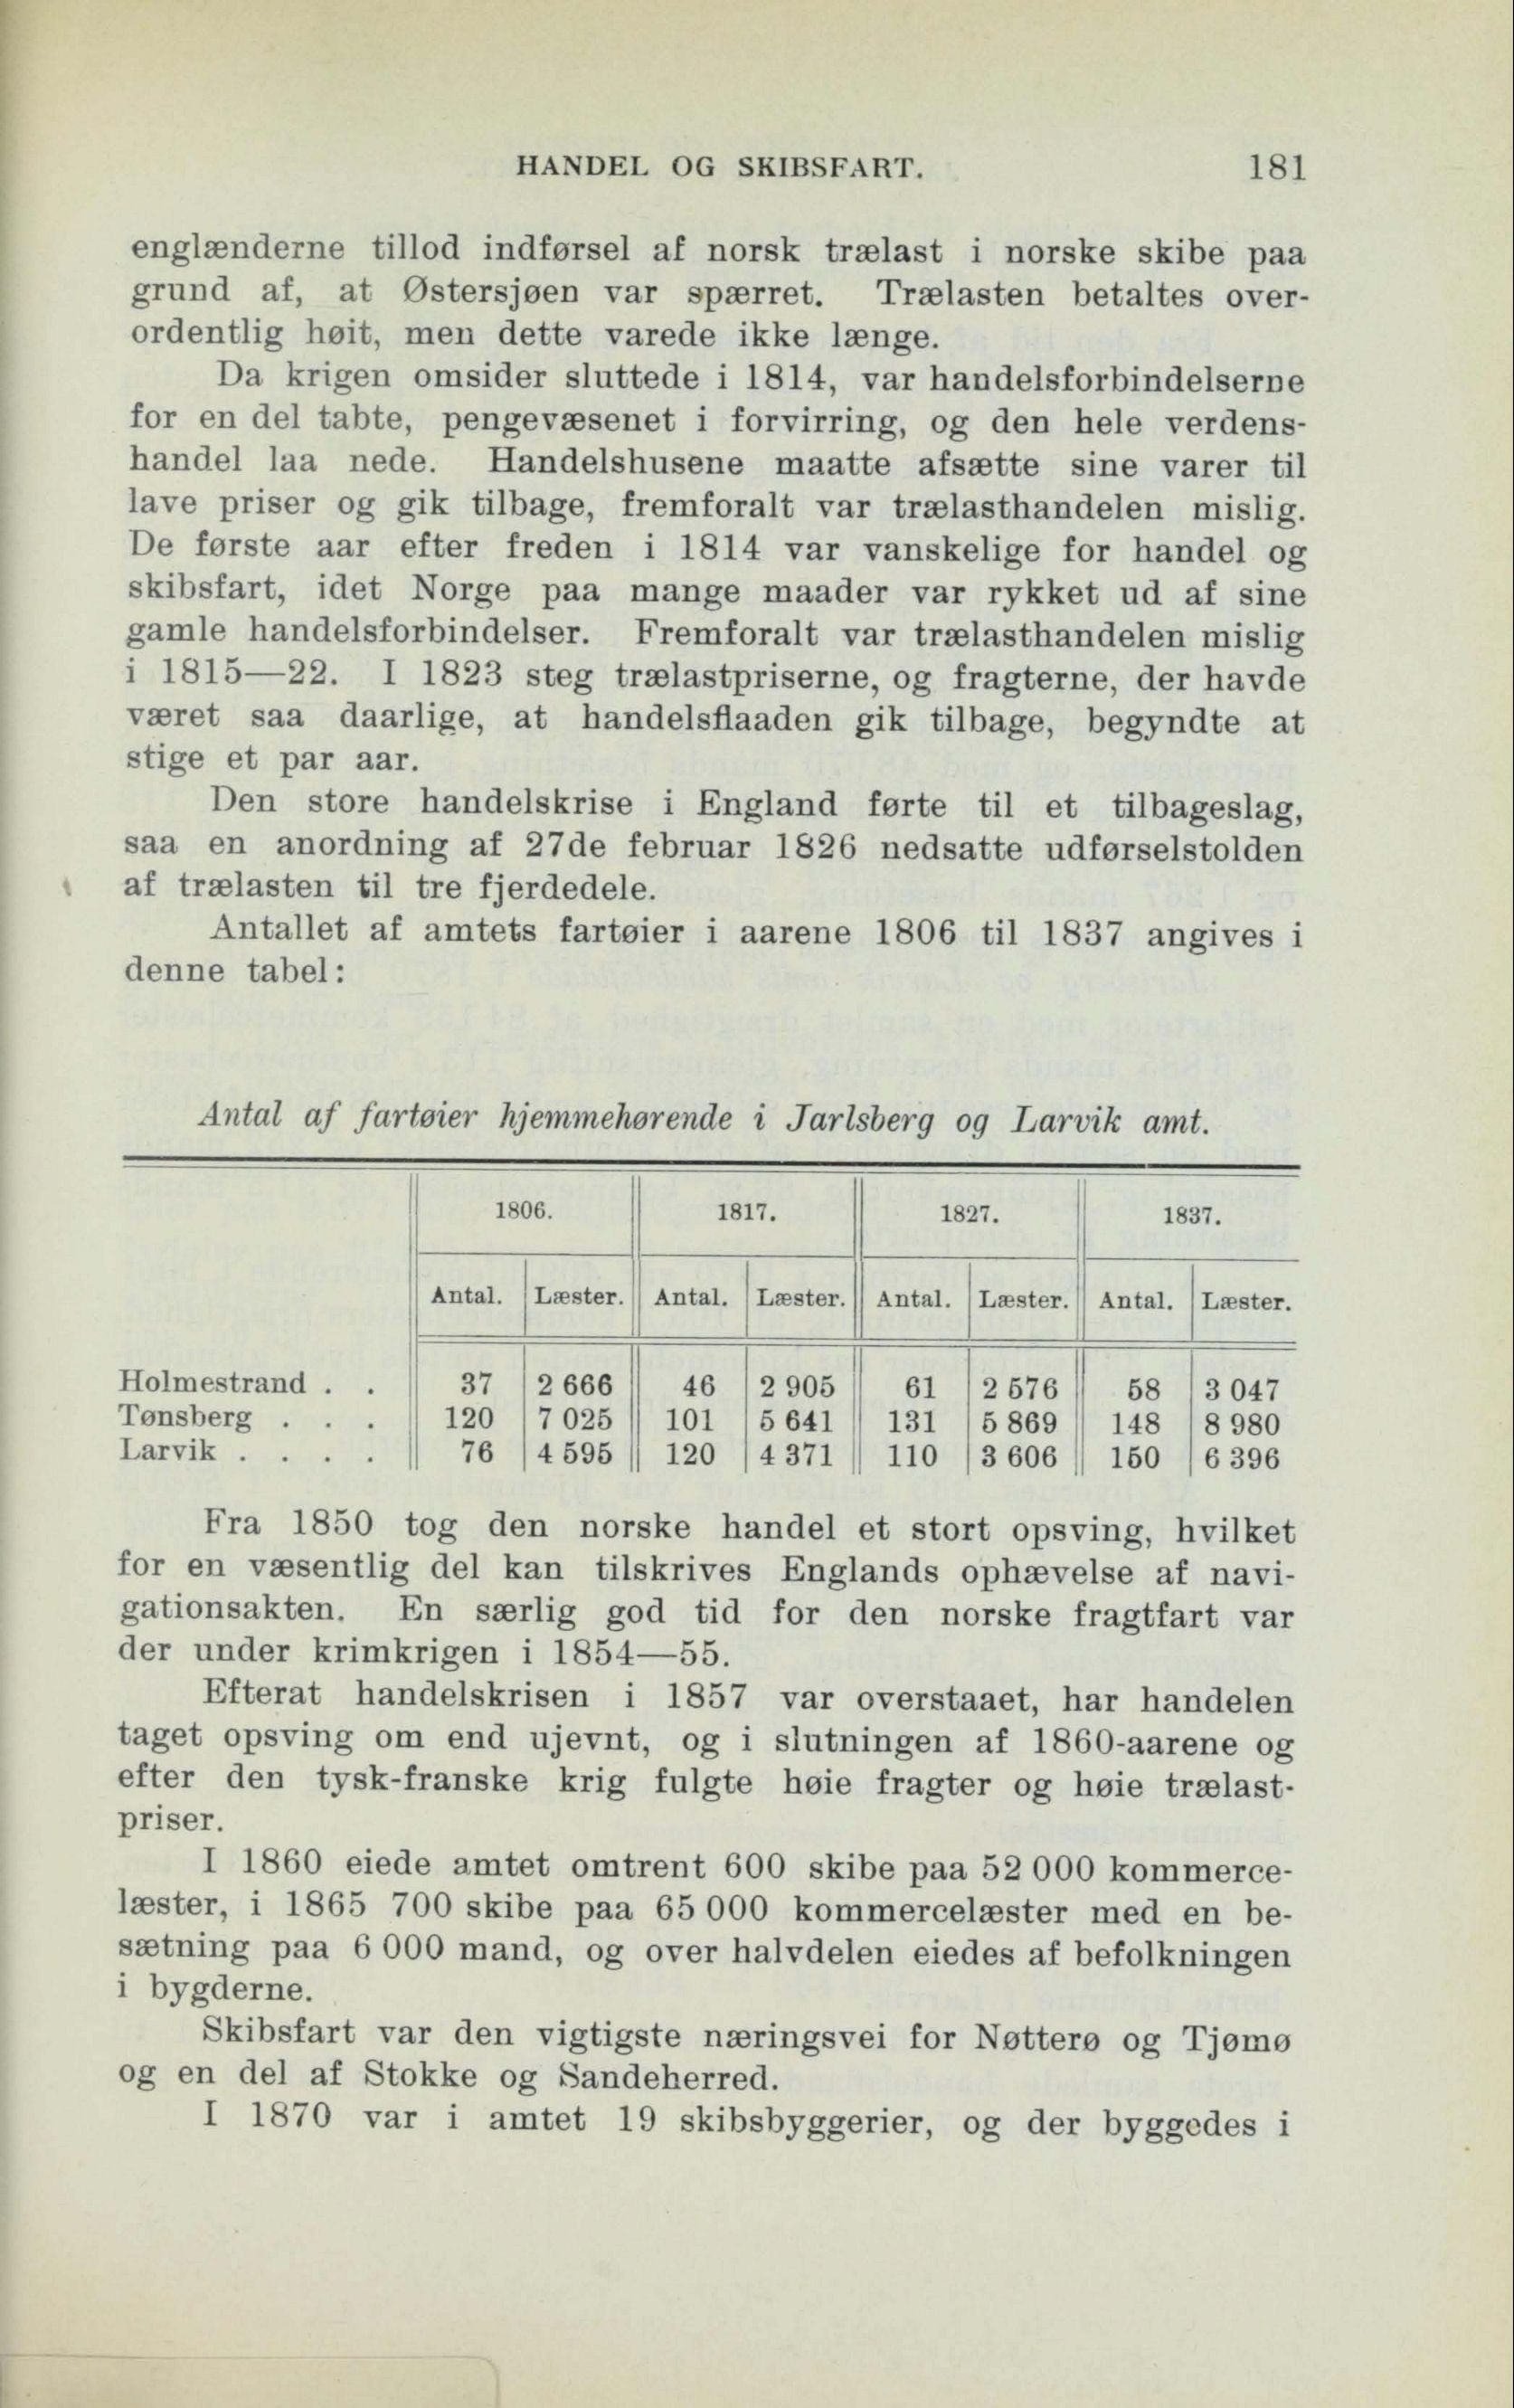 HANDEL OG SKIBSFART. 181
englænderne tillod indførsel af norsk trælast i norske skibe paa
grund af, at Østersjøen var spærret. Trælasten betaltes over-
ordentlig høit, men dette varede ikke længe.
Da krigen omsider sluttede i 1814, var handelsforbindelserne
for en del tabte, pengevæsenet i forvirring, og den hele verdens-
handel laa nede. Handelshusene maatte afsætte sine varer til
lave priser og gik tilbage, fremforalt var trælasthandelen mislig.
De første aar efter freden i 1814 var vanskelige for handel og
skibsfart, idet Norge paa mange maader var rykket ud af sine
gamle handelsforbindelser. Fremforalt var trælasthandelen mislig
i 1815—22. I 1823 steg trælastpriserne, og fragterne, der havde
været saa daarlige, at handelsflaaden gik tilbage, begyndte at
stige et par aar.
Den store handelskrise i England førte til et tilbageslag,
saa en anordning af 27de februar 1826 nedsatte udførselstolden
af trælasten til tre fjerdedele.
Antallet af amtets fartøier i aarene 1806 til 1837 angives i
denne tabel:
Antal af fartøier hjemmehørende i Jarlsberg og Larvik amt.
1806. 1817. 1827. 1837.
Antal. Læster. Antal. Læster. Antal. Læster. Antal. Læster.
Holmestrand . . 37 2 666 46 2 905 61 2 576 58 3 047
Tønsberg . . . 120 7 025 101 5 641 131 5 869 148 8 980
Larvik . . . . 76 4 595 120 4 371 110 3 606 150 6 396
Fra 1850 tog den norske handel et stort opsving, hvilket
for en væsentlig del kan tilskrives Englands ophævelse af navi-
gationsakten. En særlig god tid for den norske fragtfart var
der under krimkrigen i 1854—55.
Efterat handelskrisen i 1857 var overstaaet, har handelen
taget opsving om end ujevnt, og i slutningen af 1860-aarene og
efter den tysk-franske krig fulgte høie fragter og høie trælast-
priser.
I 1860 eiede amtet omtrent 600 skibe paa 52 000 kommerce-
læster, i 1865 700 skibe paa 65 000 kommercelæster med en be-
sætning paa 6 000 mand, og over halvdelen eiedes af befolkningen
i bygderne.
Skibsfart var den vigtigste næringsvei for Nøtterø og Tjømø
og en del af Stokke og Sandeherred.
I 1870 var i amtet 19 skibsbyggerier, og der byggedes i